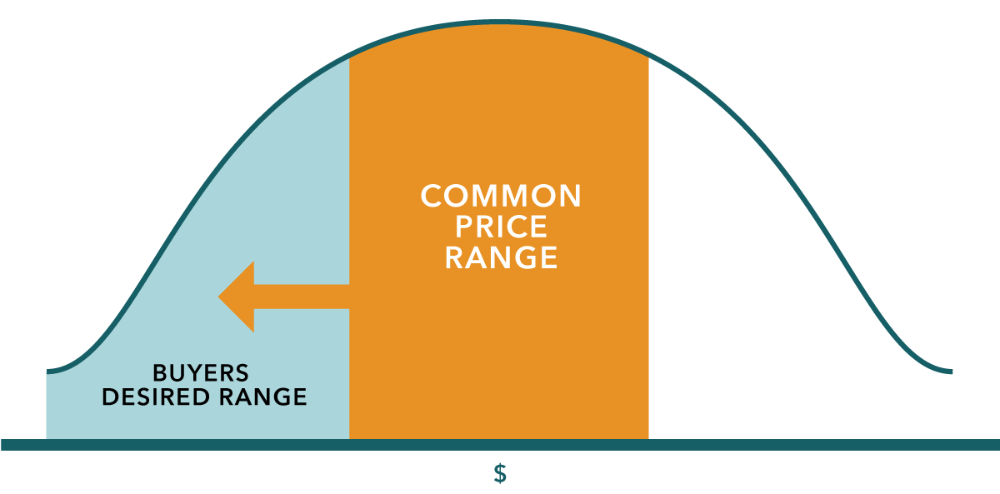 COMMON
PRICE
RANGE
BUYERS
DESIRED RANGE
$